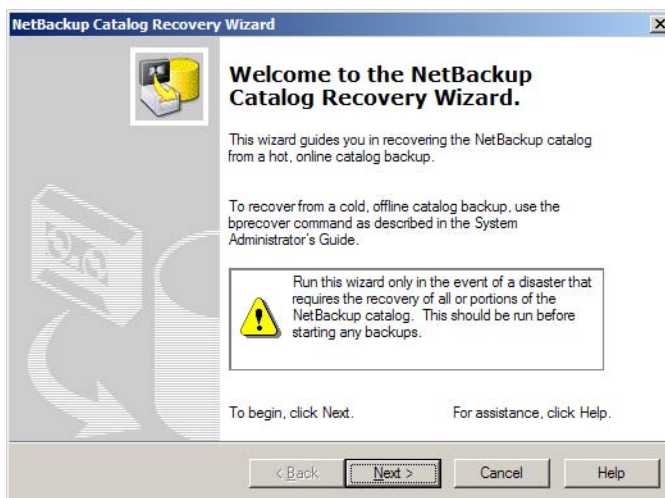 NetBackup Catalog Recovery Wizard
Welcome to the NetBackup
Catalog Recovery Wizard.
This wizard guides you in recovering the NetBackup catalog
from a hot, online catalog backup.
To recover from a cold, offline catalog backup, use the
bprecover command as described in the System
Administrator's Guide.
Run this wizard only in the event of a disaster that
requires the recovery of all or portions of the
NetBackup catalog. This should be run before
starting any backups.
To begin, click Next.
For assistance, click Help.
< Back
Next >
Cancel
Help